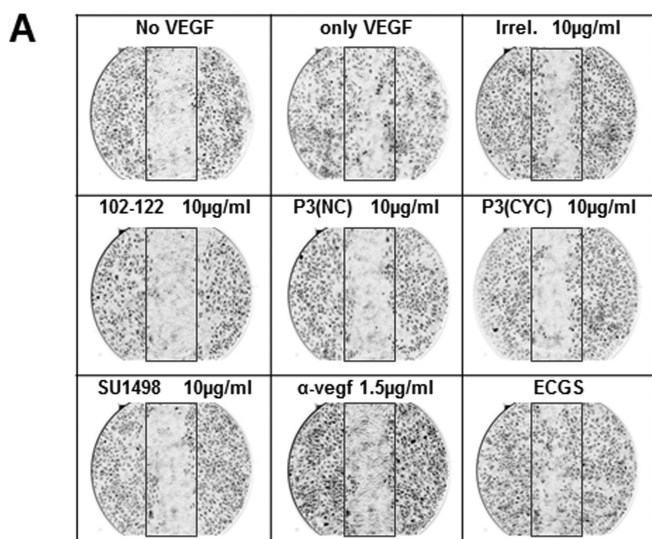 A
No VEGF
only VEGF
Irrel. 10µg/ml
102-122 10µg/ml
P3(NC) 10µg/ml
P3(CYC) 10µg/ml
SU1498 10µg/ml
α-vegf 1.5µg/ml
ECGS